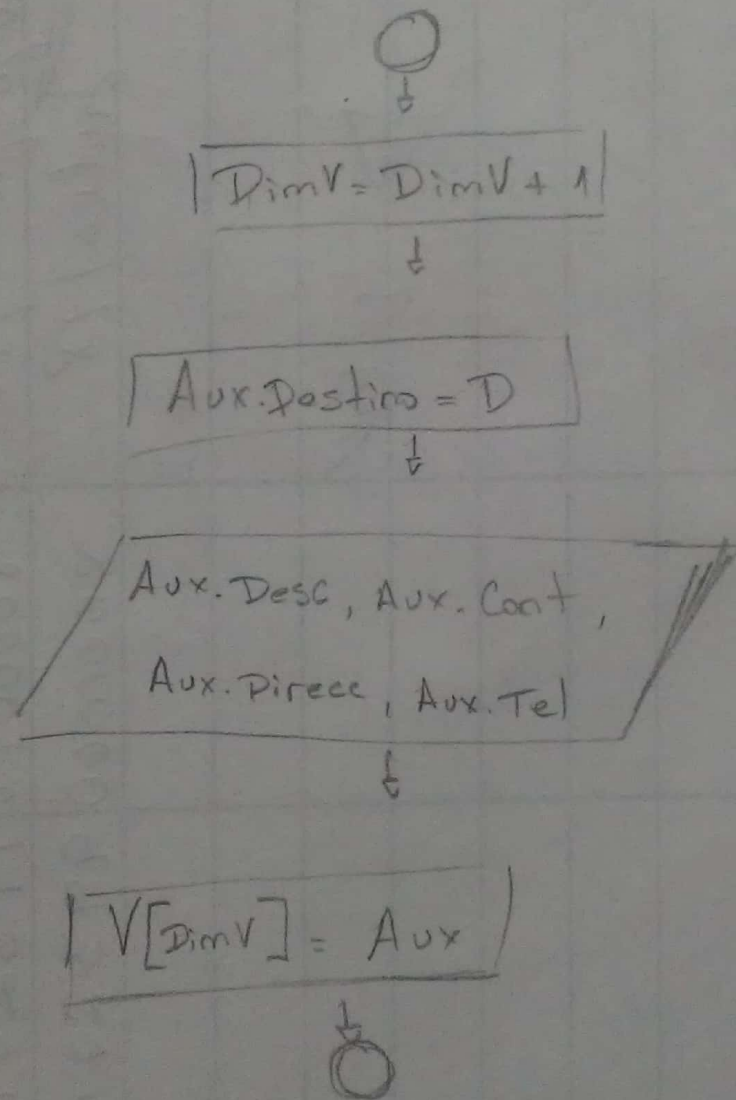 DimV = DimV + 1
Aux.Destino = D
Aux.Desc, Aux.Cont,
Aux.Direcc, Aux.Tel
V[DimV] = Aux